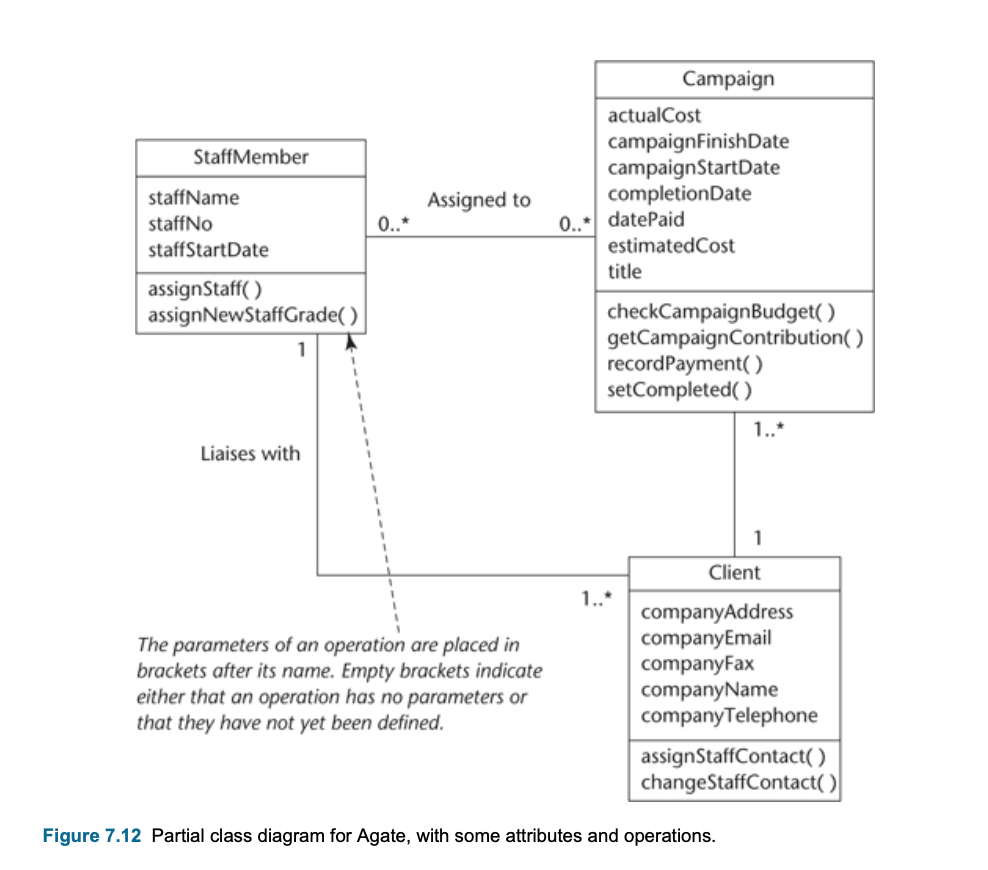 Campaign
actualCost
campaignFinishDate
campaignStartDate
completionDate
datePaid
estimatedCost
title
checkCampaignBudget( )
getCampaignContribution( )
recordPayment( )
setCompleted( )
StaffMember
staffName
staffNo
staffStartDate
assignStaff( )
assignNewStaffGrade( )
Assigned to
0..*
0..*
1
Liaises with
1..*
1..*
1
Client
companyAddress
companyEmail
companyFax
companyName
companyTelephone
assignStaffContact( )
changeStaffContact( )
The parameters of an operation are placed in
brackets after its name. Empty brackets indicate
either that an operation has no parameters or
that they have not yet been defined.
Figure 7.12 Partial class diagram for Agate, with some attributes and operations.